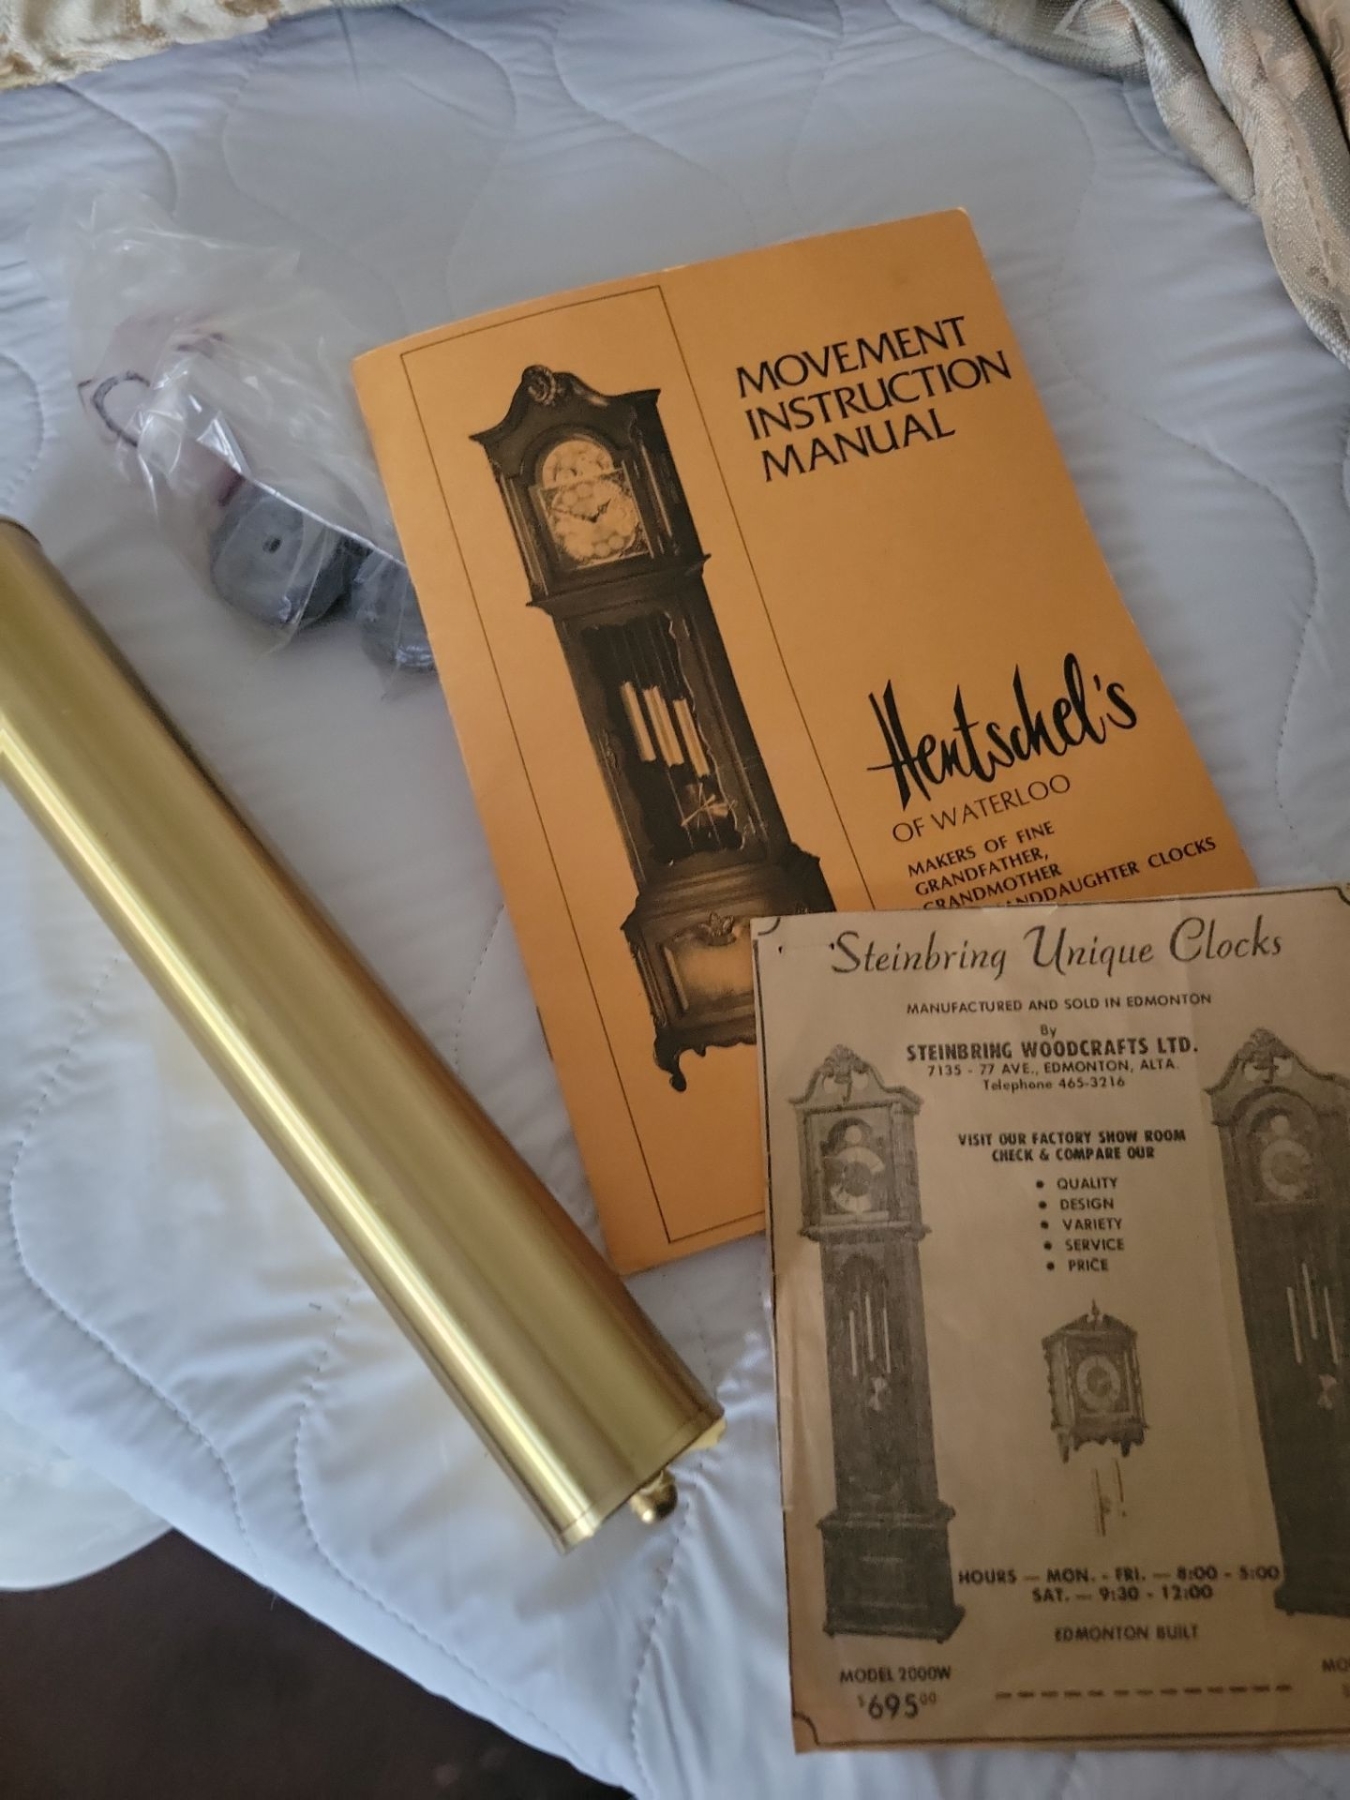 MOVEMENT
INSTRUCTION
MANUAL
Hentschel's
OF WATERLOO
MAKERS OF FINE
GRANDFATHER,
GRANDMOTHER
CLOCKS
Steinbring Unique Clocks
MANUFACTURED AND SOLD IN EDMONTON
By
STEINBRING WOODCRAFTS LTD.
7135 - 77 AVE., EDMONTON, ALTA.
Telephone 465-3216
VISIT OUR FACTORY SHOW ROOM
CHECK & COMPARE OUR
• QUALITY
• DESIGN
• VARIETY
• SERVICE
• PRICE
HOURS — MON. - FRI. — 8:00 - 5:00
SAT. — 9:30 - 12:00
EDMONTON BUILT
MODEL 2000W
$695.00